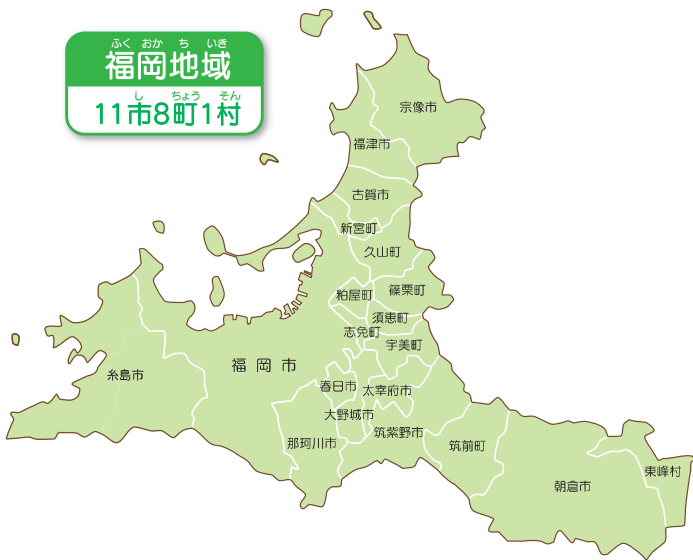 ふく おか ち いき
福岡地域
し ちょう そん
11市8町1村
宗像市
福津市
古賀市
新宮町
久山町
篠栗町
粕屋町
須恵町
志免町
宇美町
福岡市
糸島市
春日市
太宰府市
大野城市
筑紫野市
那珂川市
筑前町
東峰村
朝倉市